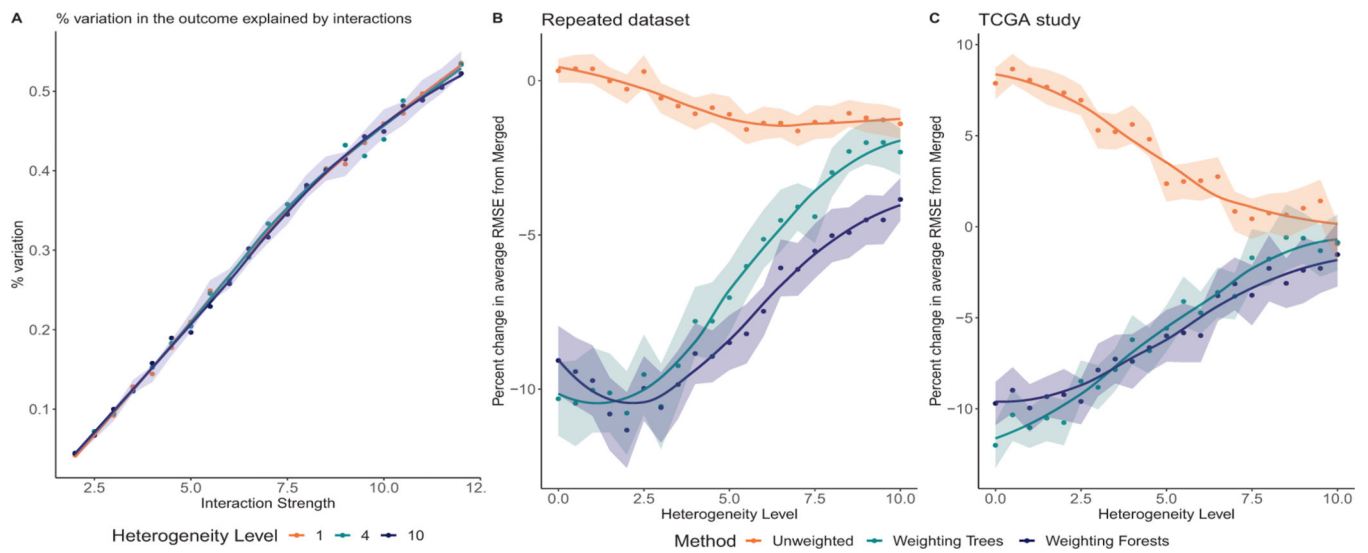 A
% variation in the outcome explained by interactions
0.5
0.4
0.3
0.2
0.1
% variation
2.5 5.0 7.5 10.0 12.
Interaction Strength
Heterogeneity Level 1 4 10
B
Repeated dataset
0
−5
−10
Percent change in average RMSE from Merged
0.0 2.5 5.0 7.5 10.0
Heterogeneity Level
C
TCGA study
10
5
0
−5
−10
Percent change in average RMSE from Merged
0.0 2.5 5.0 7.5 10.0
Heterogeneity Level
Method Unweighted Weighting Trees Weighting Forests